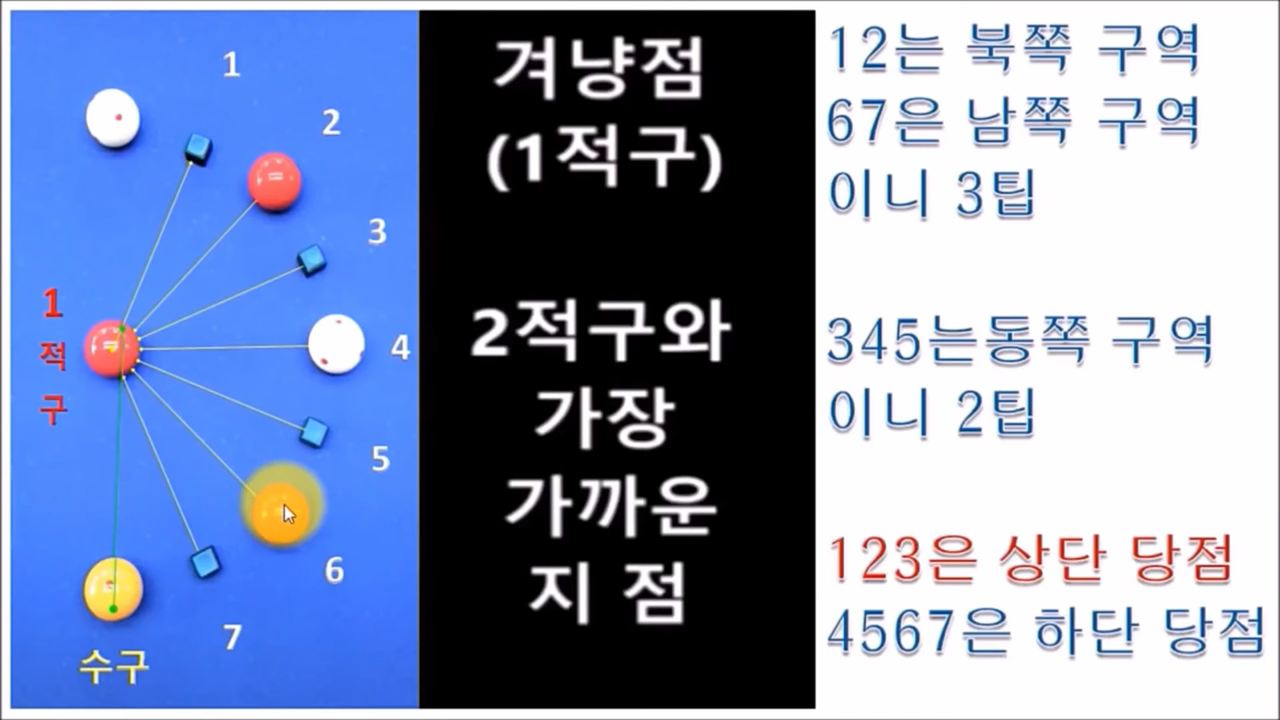 1
2
3
4
5
6
7
1
적
구
수구
겨냥점
(1적구)
2적구와
가장
가까운
지 점
12는 북쪽 구역
67은 남쪽 구역
이니 3팁
345는동쪽 구역
이니 2팁
123은 상단 당점
4567은 하단 당점